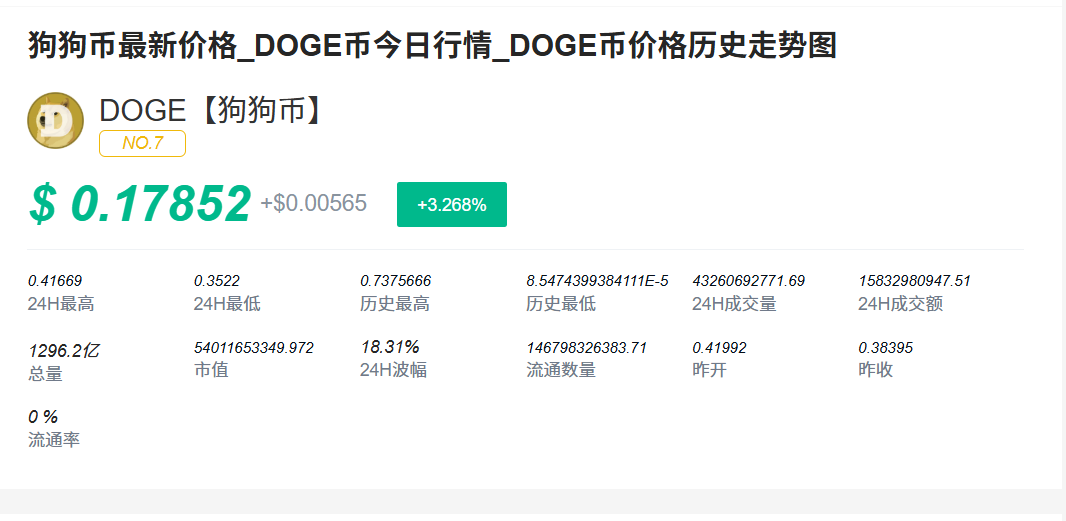 狗狗币最新价格_DOGE币今日行情_DOGE币价格历史走势图
DOGE【狗狗币】
NO.7
$ 0.17852 +$0.00565 +3.268%
0.41669 0.3522 0.7375666 8.5474399384111E-5 43260692771.69 15832980947.51
24H最高 24H最低 历史最高 历史最低 24H成交量 24H成交额
1296.2亿 54011653349.972 18.31% 146798326383.71 0.41992 0.38395
总量 市值 24H波幅 流通数量 昨开 昨收
0 %
流通率